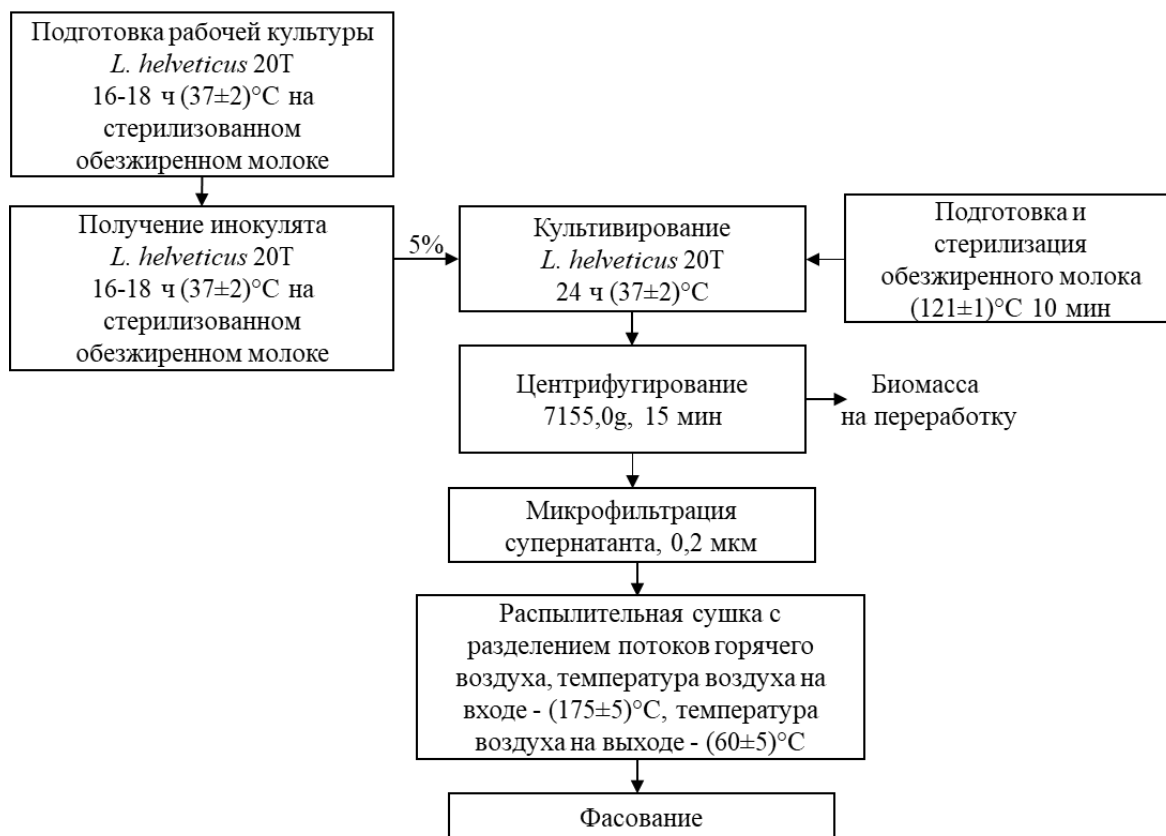 Подготовка рабочей культуры
L. helveticus 20Т
16-18 ч (37±2)°С на
стерилизованном
обезжиренном молоке
Получение инокулята
L. helveticus 20Т
16-18 ч (37±2)°С на
стерилизованном
обезжиренном молоке
5%
Культивирование
L. helveticus 20Т
24 ч (37±2)°С
Подготовка и
стерилизация
обезжиренного молока
(121±1)°С 10 мин
Центрифугирование
7155,0g, 15 мин
Биомасса
на переработку
Микрофильтрация
супернатанта, 0,2 мкм
Распылительная сушка с
разделением потоков горячего
воздуха, температура воздуха на
входе - (175±5)°С, температура
воздуха на выходе - (60±5)°С
Фасование